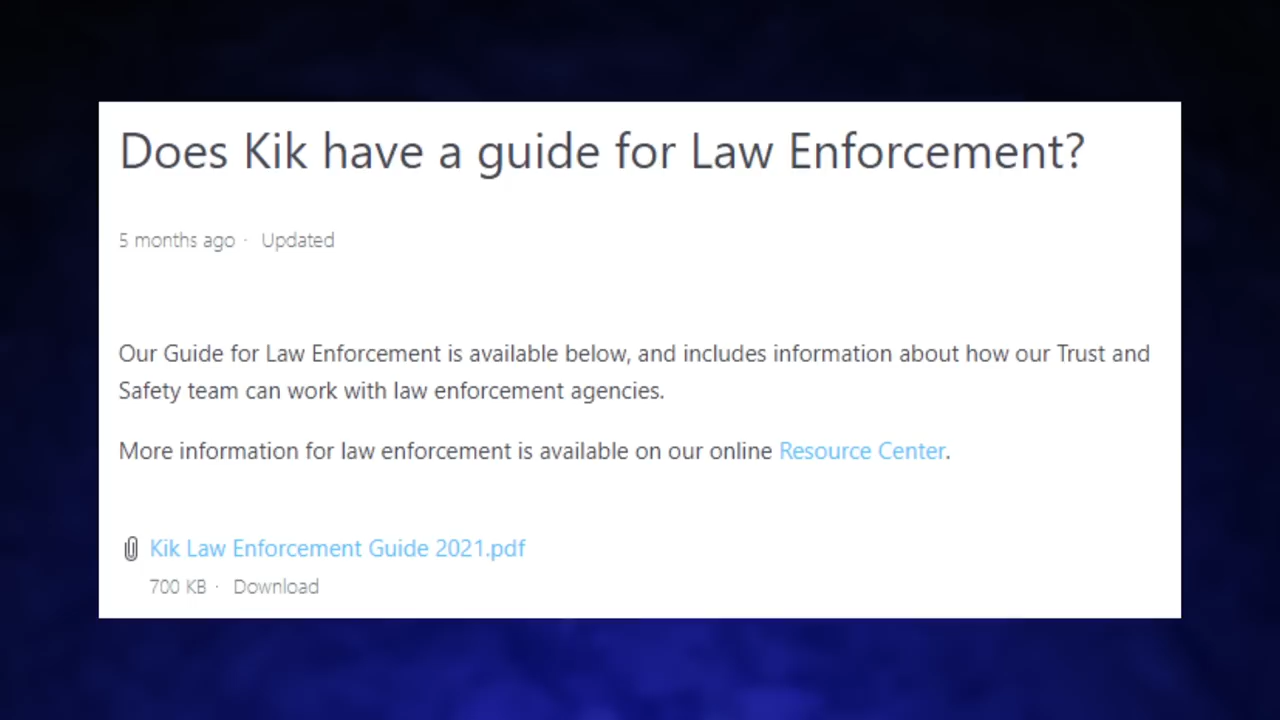 Does Kik have a guide for Law Enforcement?
5 months ago · Updated
Our Guide for Law Enforcement is available below, and includes information about how our Trust and
Safety team can work with law enforcement agencies.
More information for law enforcement is available on our online Resource Center.
Kik Law Enforcement Guide 2021.pdf
700 KB · Download